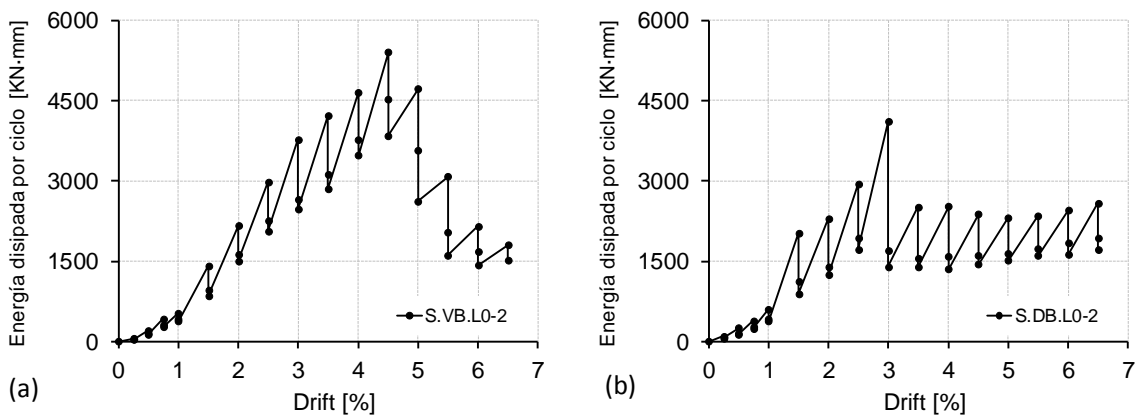 Energía disipada por ciclo [KN·mm]
6000
4500
3000
1500
0
S.VB.L0-2
0 1 2 3 4 5 6 7
Drift [%]
(a)
Energía disipada por ciclo [KN·mm]
6000
4500
3000
1500
0
S.DB.L0-2
0 1 2 3 4 5 6 7
Drift [%]
(b)